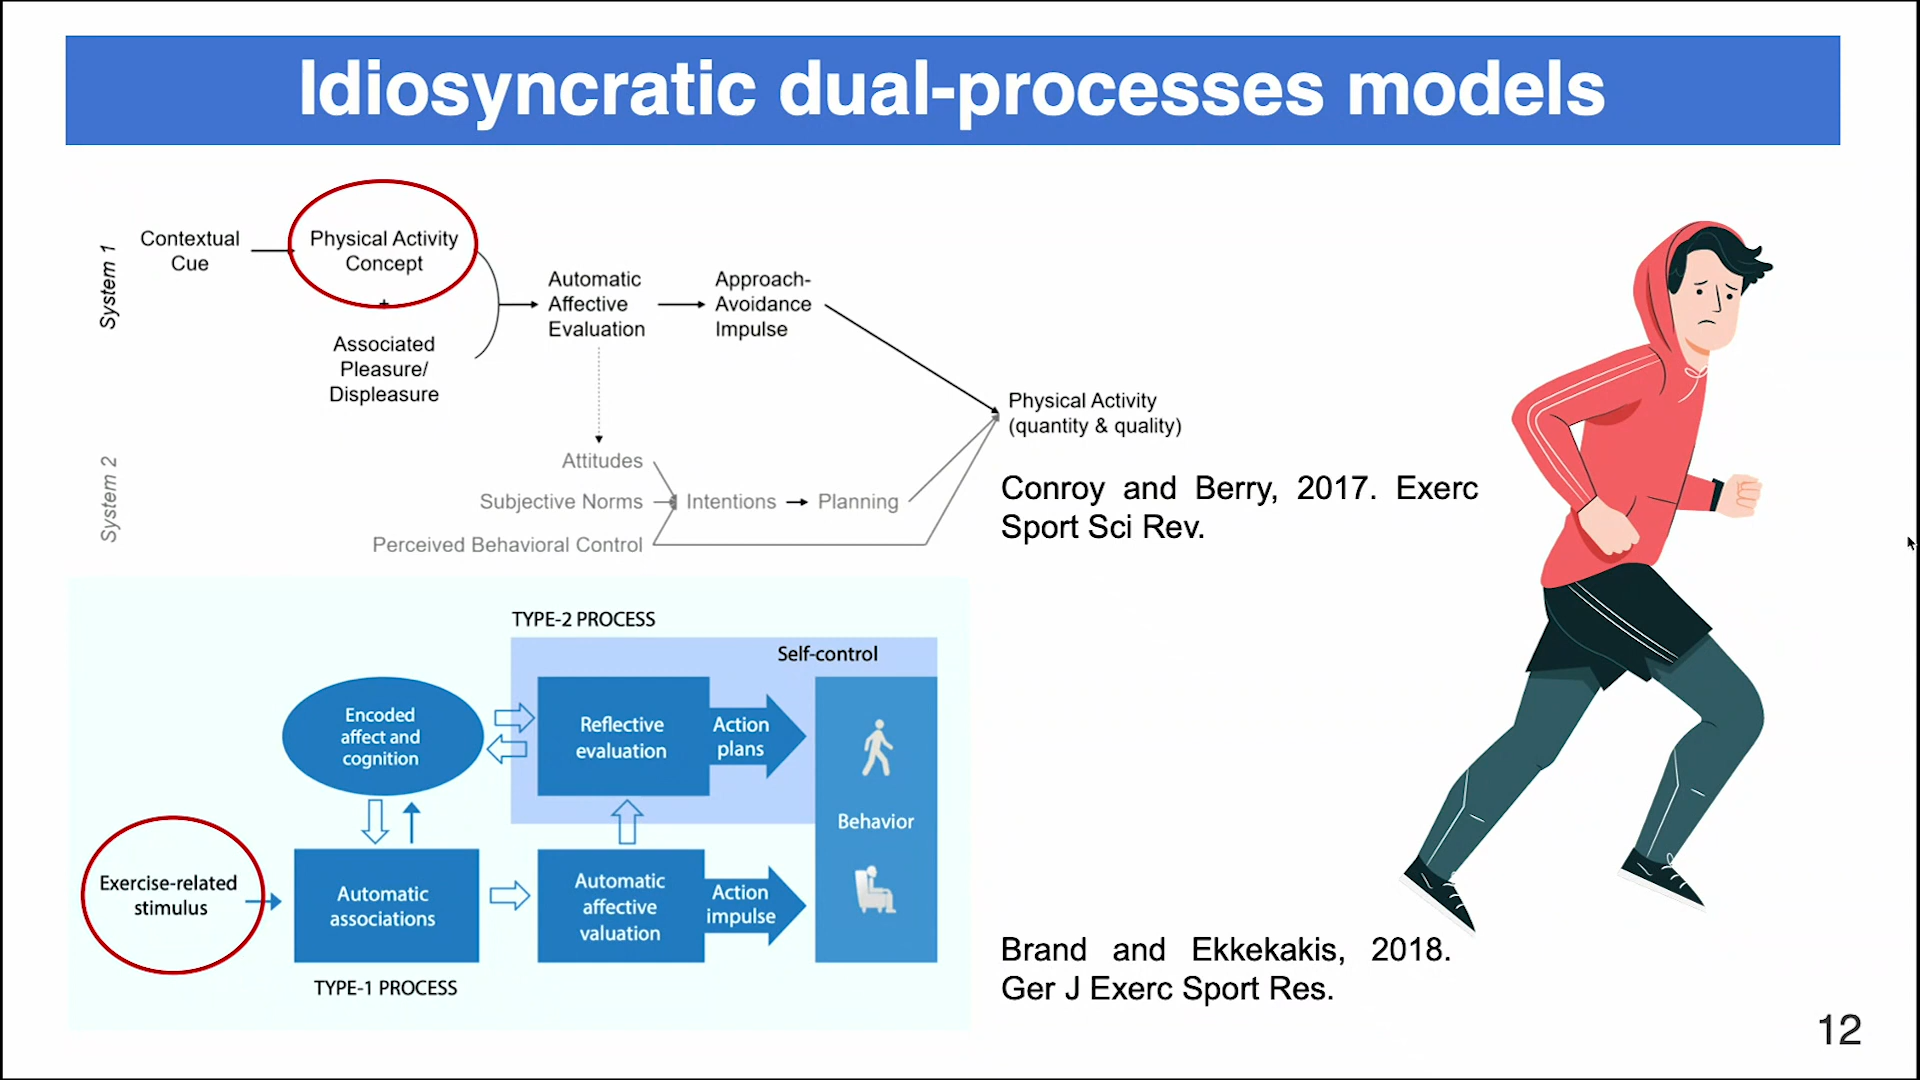 Idiosyncratic dual-processes models
System 1
Contextual
Cue
Physical Activity
Concept
+
Associated
Pleasure/
Displeasure
Automatic
Affective
Evaluation
Approach-
Avoidance
Impulse
Physical Activity
(quantity & quality)
System 2
Attitudes
Subjective Norms
Perceived Behavioral Control
Intentions
Planning
Conroy and Berry, 2017. Exerc
Sport Sci Rev.
TYPE-2 PROCESS
Self-control
Encoded
affect and
cognition
Reflective
evaluation
Action
plans
Behavior
Exercise-related
stimulus
Automatic
associations
Automatic
affective
valuation
Action
impulse
TYPE-1 PROCESS
Brand and Ekkekakis, 2018.
Ger J Exerc Sport Res.
12